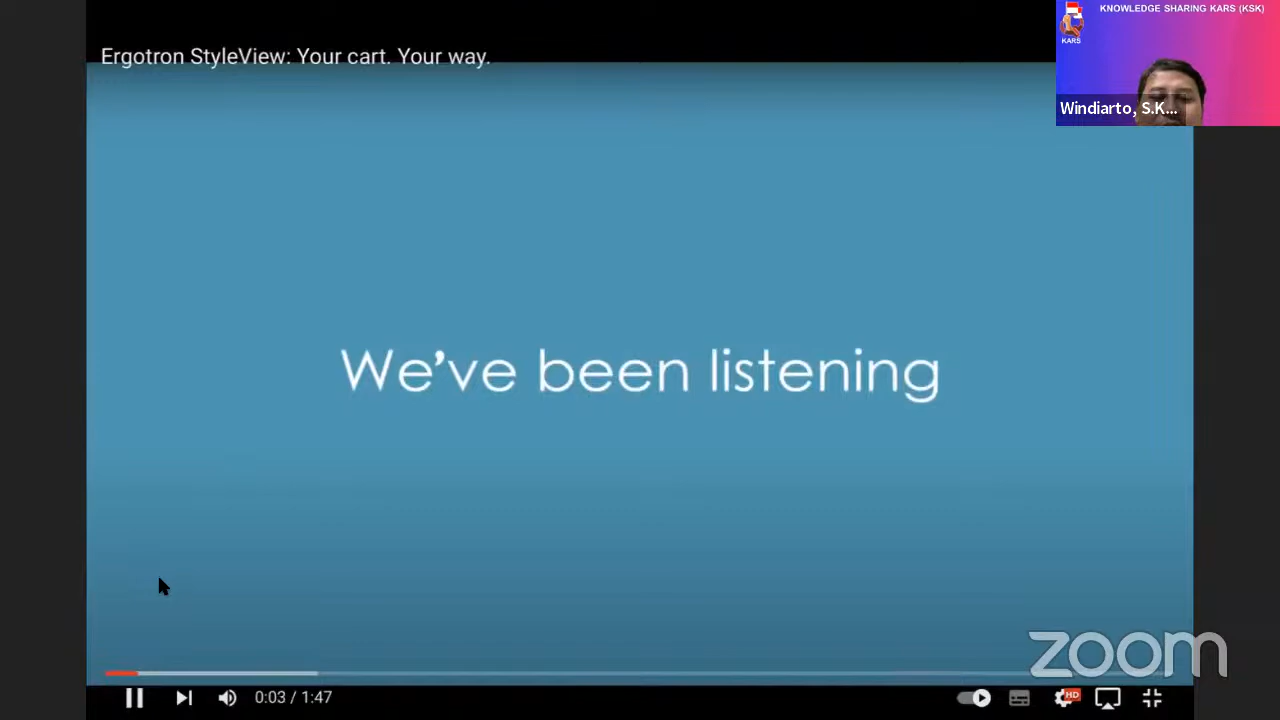 KNOWLEDGE SHARING KARS (KSK)
KARS
Windiarto, S.K...
Ergotron StyleView: Your cart. Your way.
We've been listening
0:03 / 1:47
HD
zoom